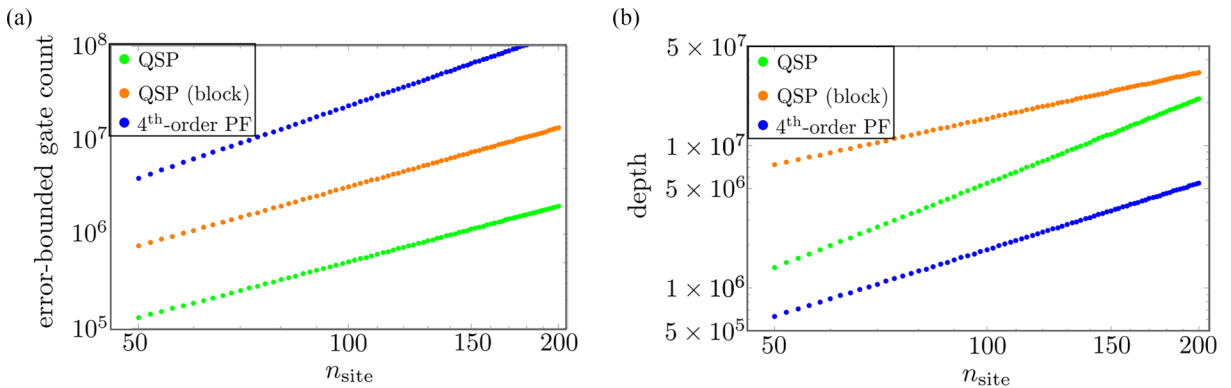 (a)
error-bounded gate count
10^8
10^7
10^6
10^5
QSP
QSP (block)
4^th-order PF
50
100
150
200
n_site
(b)
depth
5 × 10^7
1 × 10^7
5 × 10^6
1 × 10^6
5 × 10^5
QSP
QSP (block)
4^th-order PF
50
100
150
200
n_site